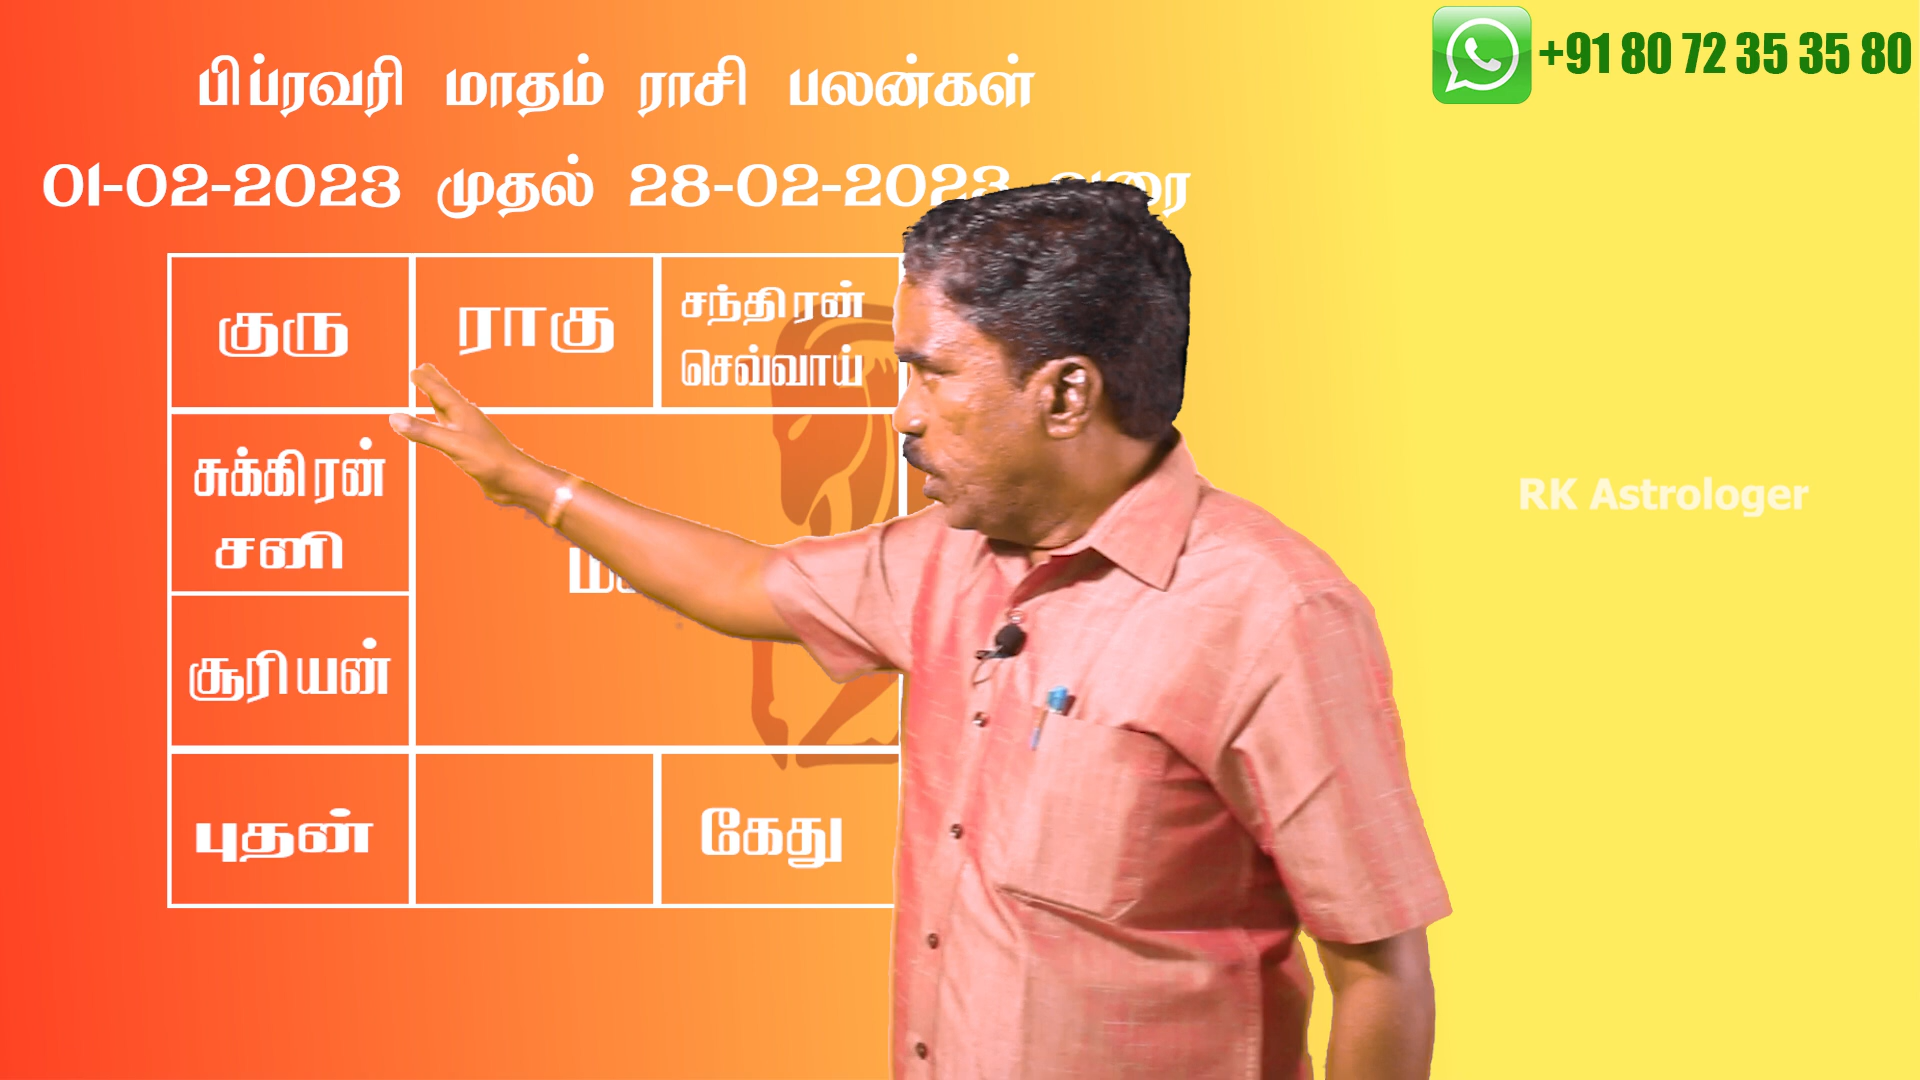 பிப்ரவரி மாதம் ராசி பலன்கள்
+91 80 72 35 35 80
01-02-2023 முதல் 28-02-2023
குரு
ராகு
சந்திரன்
செவ்வாய்
சுக்கிரன்
சனி
RK Astrologer
சூரியன்
புதன்
கேது